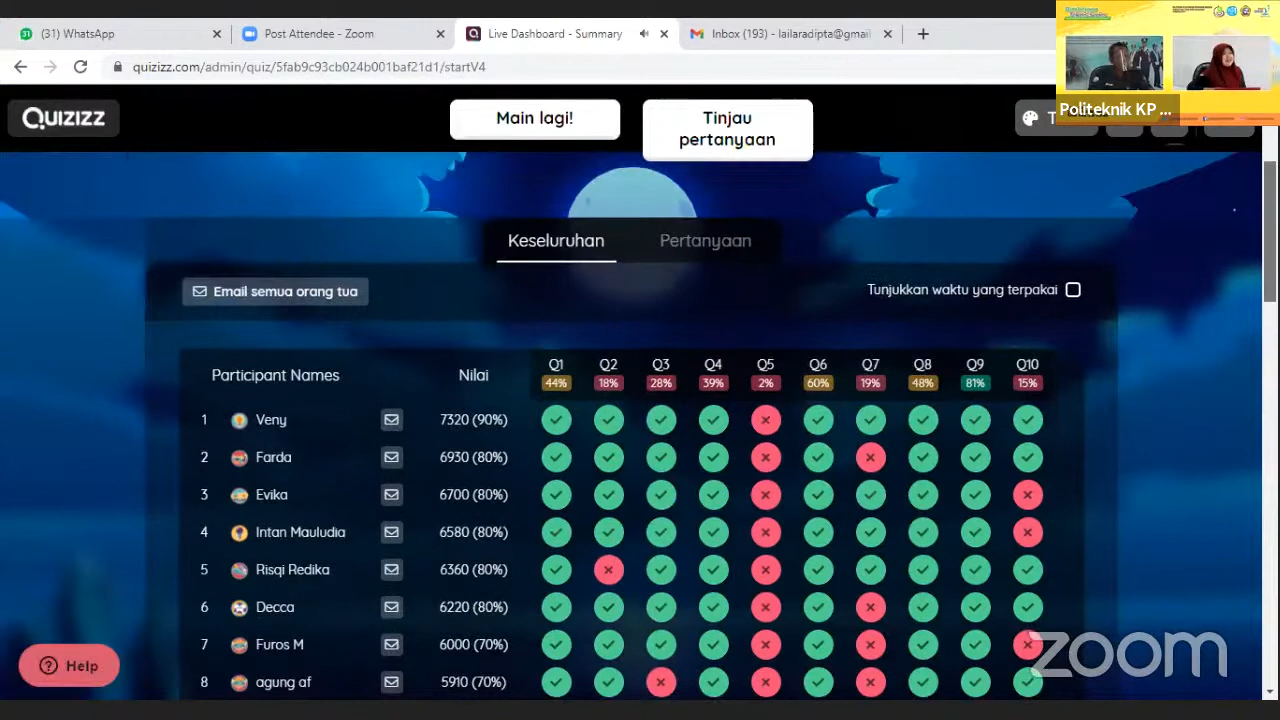 (31) WhatsApp
Post Attendee - Zoom
Live Dashboard - Summary
Inbox (193) - lailaradipta@gmail
quizizz.com/admin/quiz/5fab9c93cb024b001baf21d1/startV4
Politeknik KP ...
QUIZIZZ
Main lagi!
Tinjau
pertanyaan
T
Keseluruhan
Pertanyaan
Email semua orang tua
Tunjukkan waktu yang terpakai
Participant Names Nilai Q1 Q2 Q3 Q4 Q5 Q6 Q7 Q8 Q9 Q10
44% 18% 28% 39% 2% 60% 19% 48% 81% 15%
1 Veny 7320 (90%)
2 Farda 6930 (80%)
3 Evika 6700 (80%)
4 Intan Mauludia 6580 (80%)
5 Risqi Redika 6360 (80%)
6 Decca 6220 (80%)
7 Furos M 6000 (70%)
8 agung af 5910 (70%)
Help
zoom